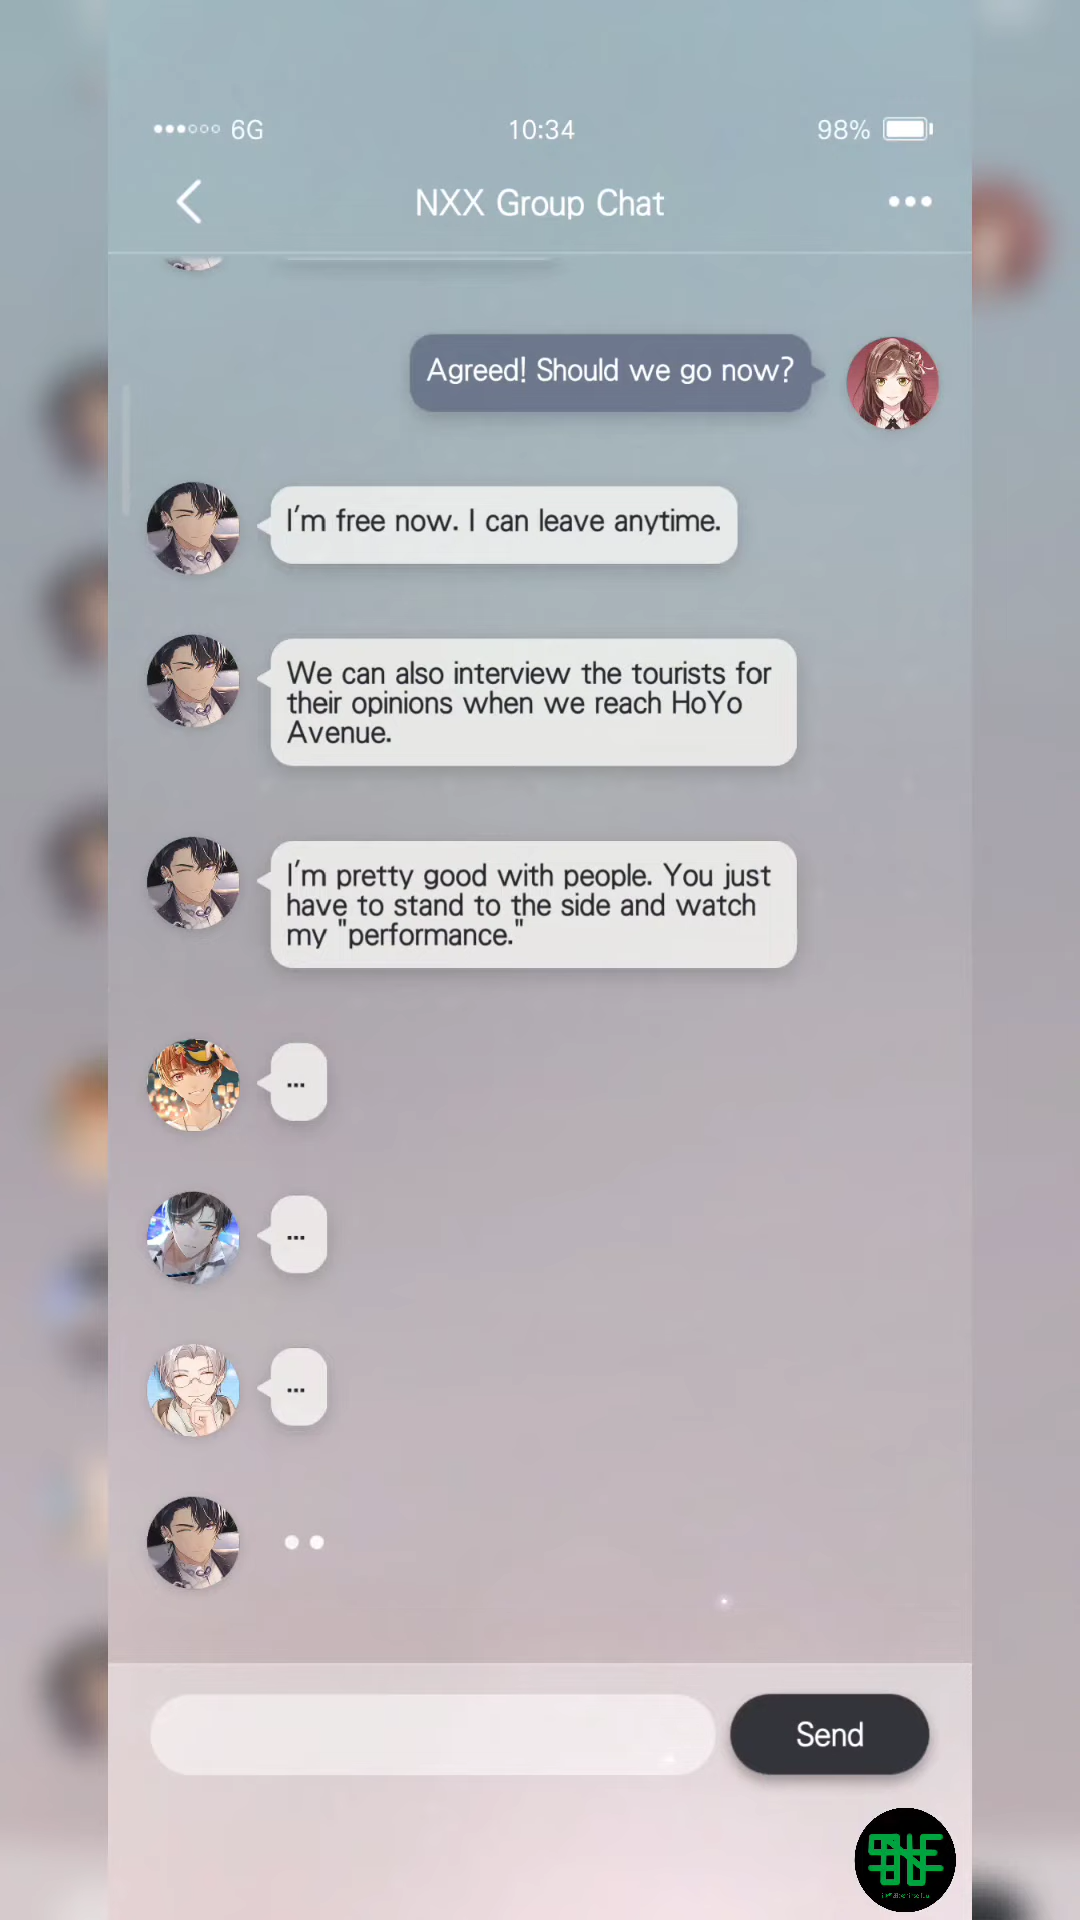 6G 10:34 98%
NXX Group Chat
Agreed! Should we go now?
I'm free now. I can leave anytime.
We can also interview the tourists for
their opinions when we reach HoYo
Avenue.
I'm pretty good with people. You just
have to stand to the side and watch
my "performance."
...
...
...
Send